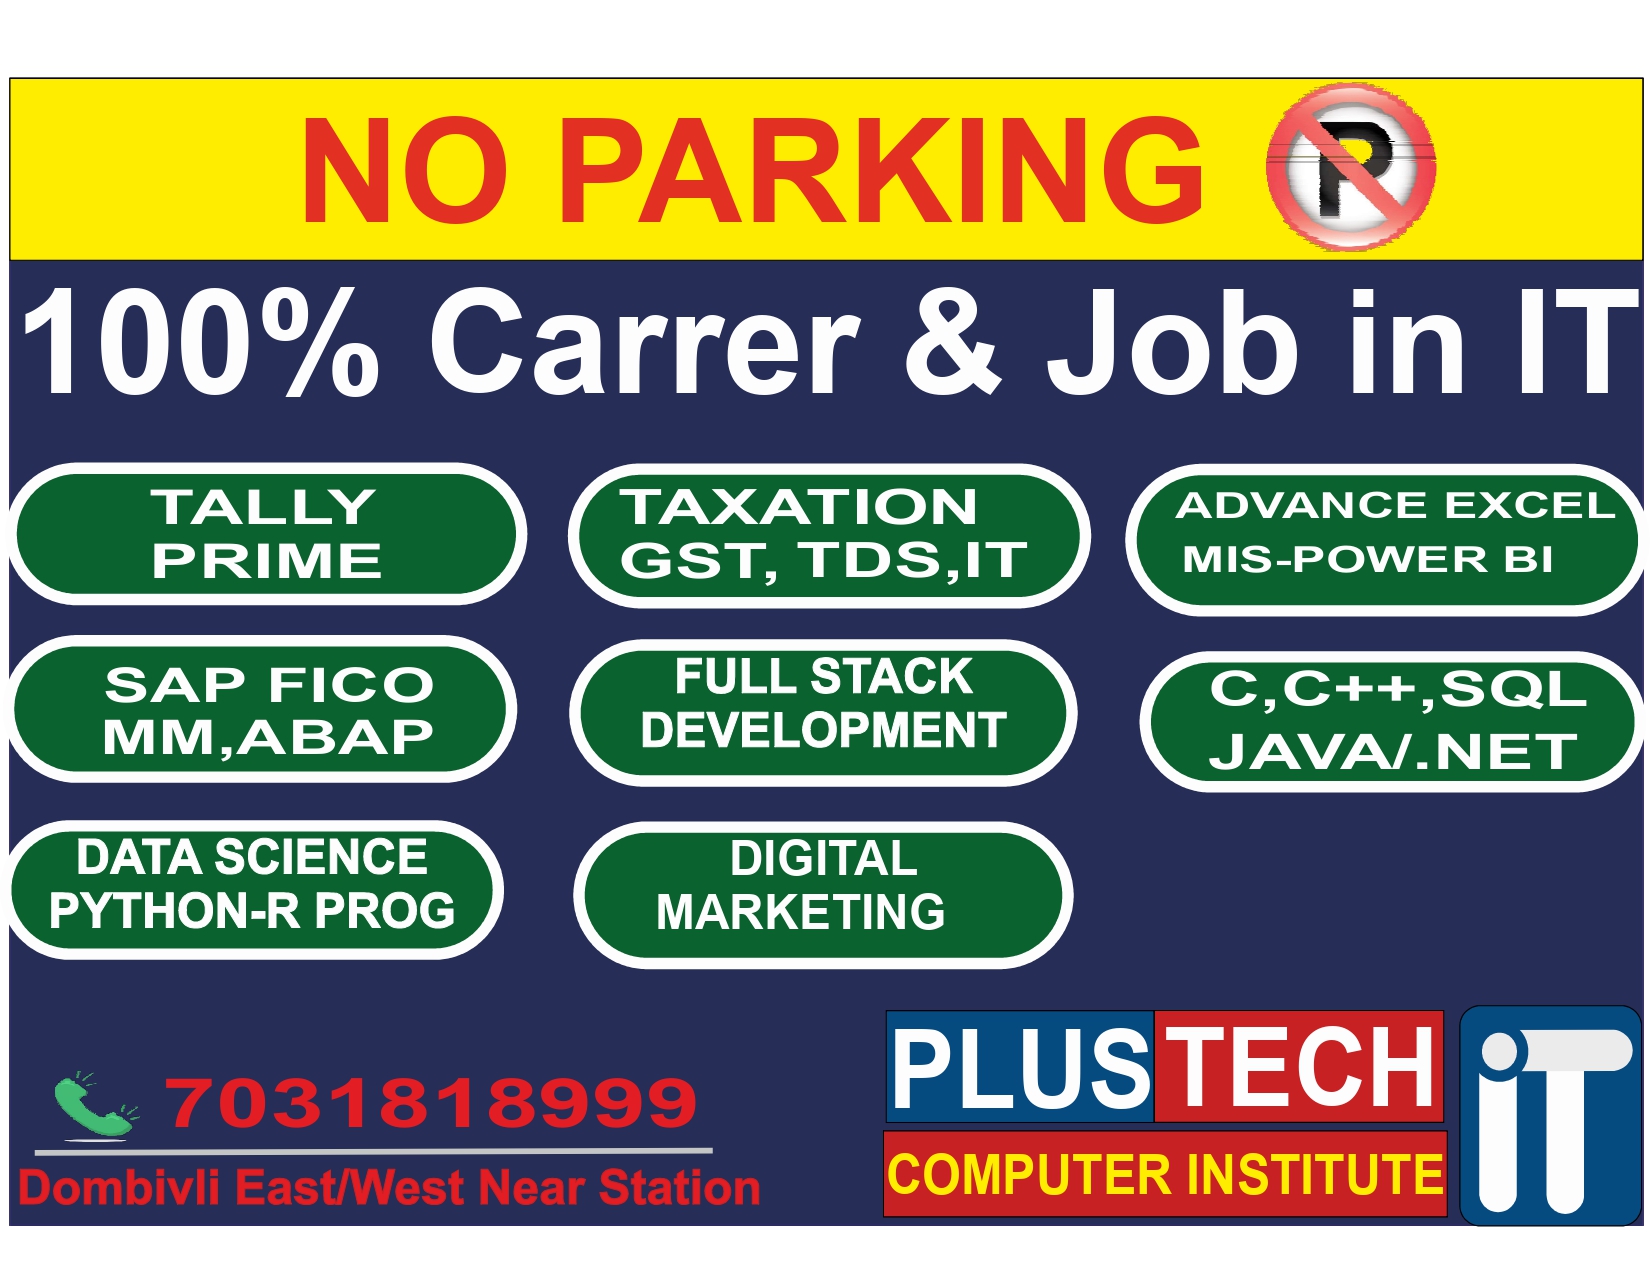 NO PARKING
P
100% Carrer & Job in IT
TALLY
PRIME
TAXATION
GST, TDS,IT
ADVANCE EXCEL
MIS-POWER BI
SAP FICO
MM,ABAP
FULL STACK
DEVELOPMENT
C,C++,SQL
JAVA/.NET
DATA SCIENCE
PYTHON-R PROG
DIGITAL
MARKETING
7031818999
Dombivli East/West Near Station
PLUSTECH
COMPUTER INSTITUTE
iT